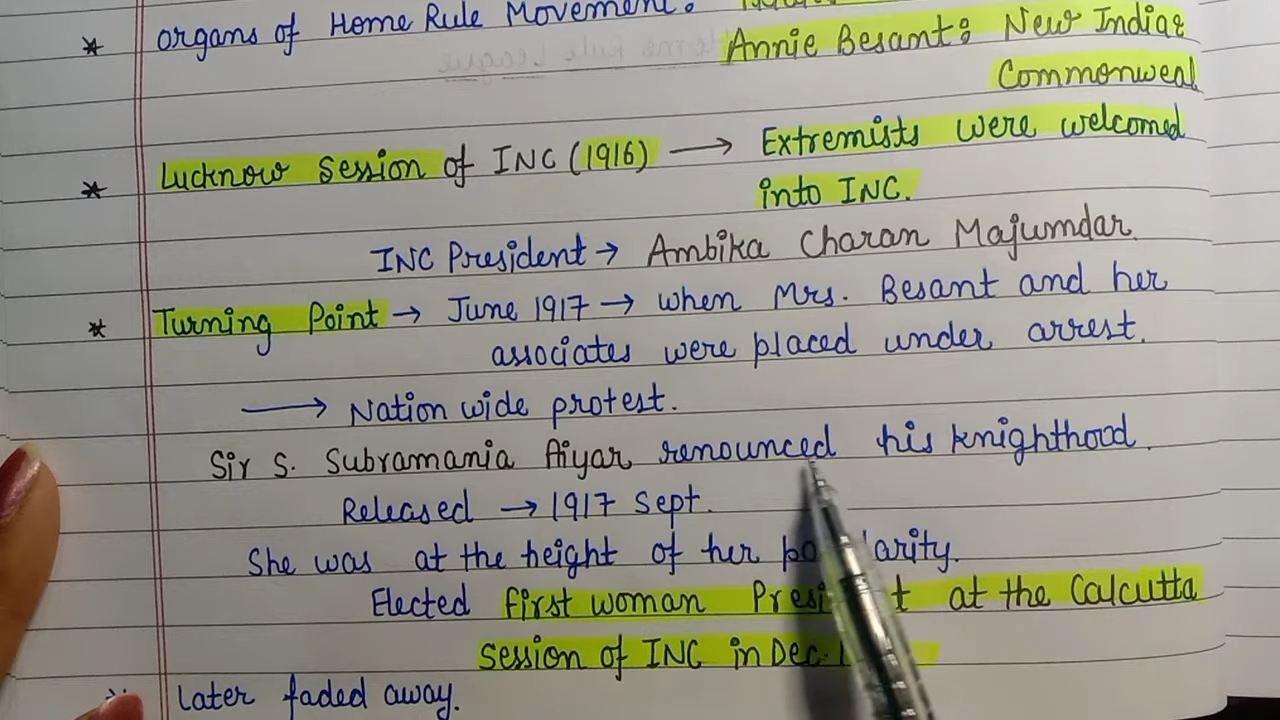 * organs of Home Rule Movement:
Annie Besant: New India &
Commonweal
* Lucknow Session of INC (1916) → Extremists were welcomed
into INC.
INC President → Ambika Charan Majumdar
* Turning Point → June 1917 → when Mrs. Besant and her
associates were placed under arrest.
→ Nation wide protest.
Sir S. Subramania Aiyar renounced his knighthood.
Released → 1917 Sept.
She was at the height of her
Elected first woman at the Calcutta
Session of INC in Dec.
Later faded away.